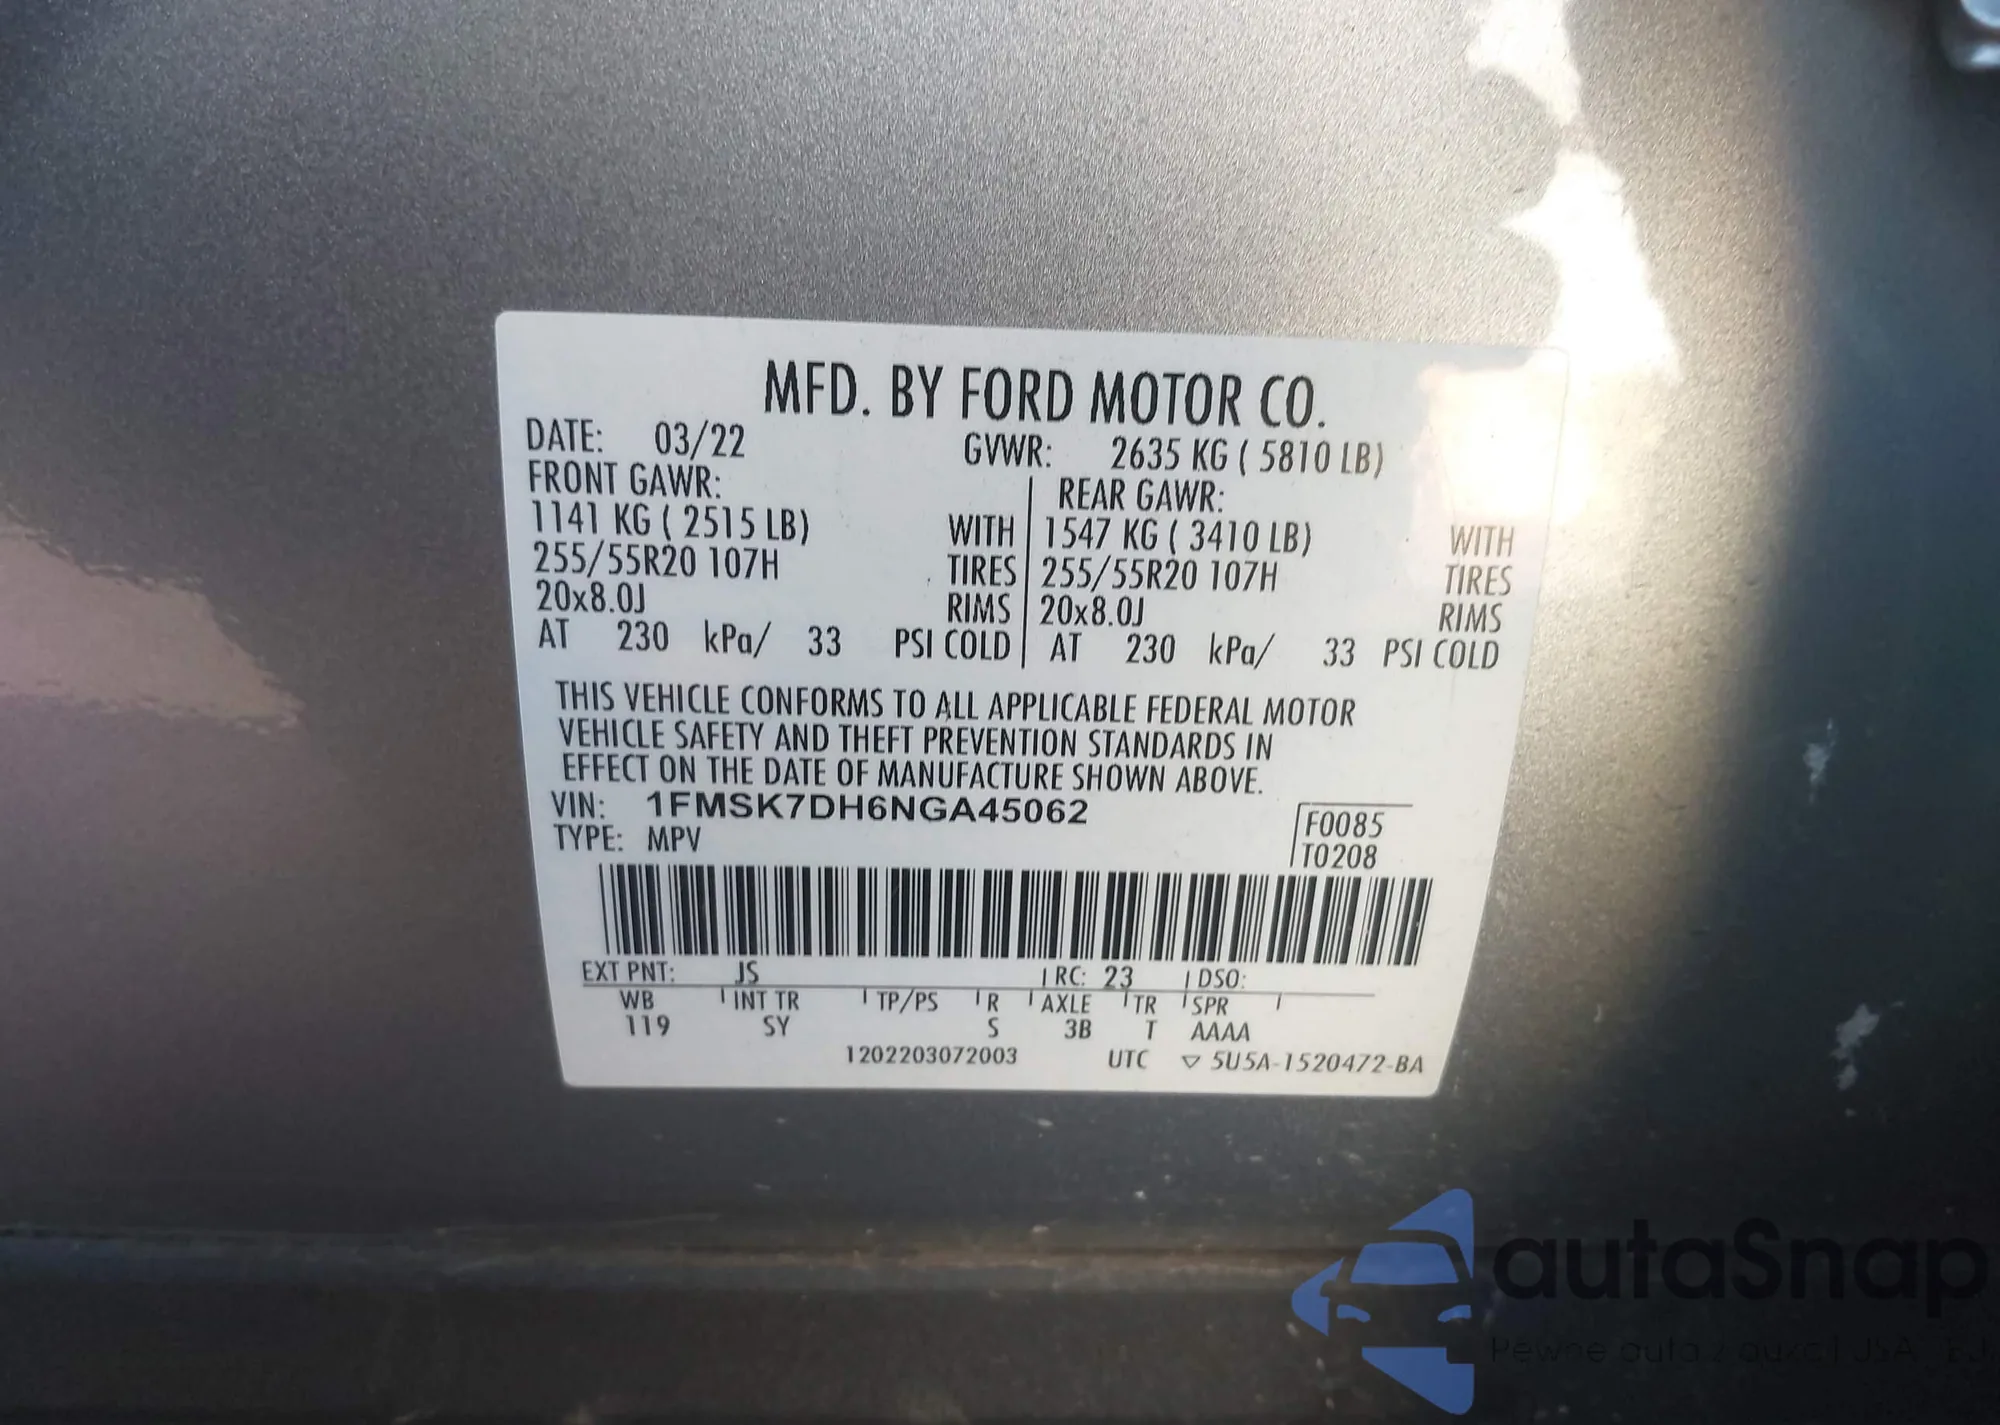 MFD. BY FORD MOTOR CO.
DATE: 03/22 GVWR: 2635 KG ( 5810 LB)
FRONT GAWR: REAR GAWR:
1141 KG ( 2515 LB) WITH 1547 KG ( 3410 LB) WITH
255/55R20 107H TIRES 255/55R20 107H TIRES
20x8.0J RIMS 20x8.0J RIMS
AT 230 kPa/ 33 PSI COLD AT 230 kPa/ 33 PSI COLD
THIS VEHICLE CONFORMS TO ALL APPLICABLE FEDERAL MOTOR
VEHICLE SAFETY AND THEFT PREVENTION STANDARDS IN
EFFECT ON THE DATE OF MANUFACTURE SHOWN ABOVE.
VIN: 1FMSK7DH6NGA45062
TYPE: MPV
F0085
T0208
EXT PNT: JS RC: 23 DSO:
WB INT TR TP/PS R AXLE TR SPR
119 SY S 3B T AAAA
1202203072003 UTC ▽ 5U5A-1520472-BA
autaSnap
auta z